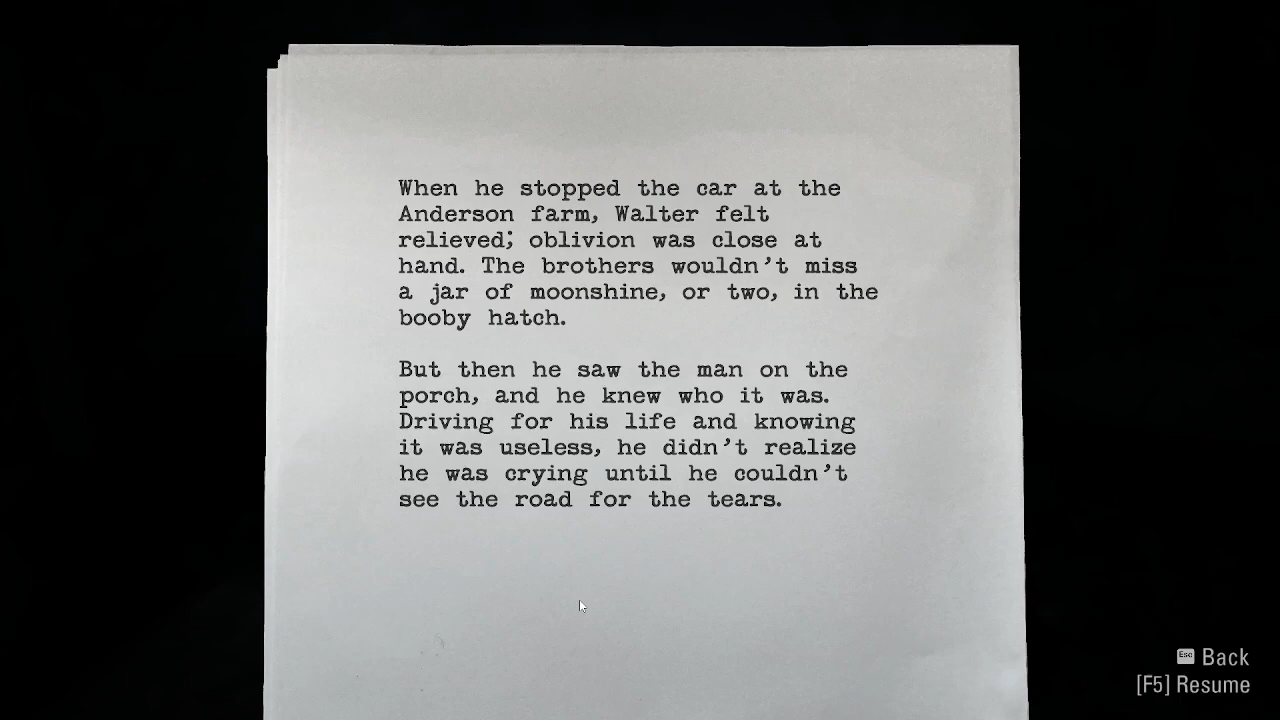 When he stopped the car at the
Anderson farm, Walter felt
relieved; oblivion was close at
hand. The brothers wouldn't miss
a jar of moonshine, or two, in the
booby hatch.
But then he saw the man on the
porch, and he knew who it was.
Driving for his life and knowing
it was useless, he didn't realize
he was crying until he couldn't
see the road for the tears.
Esc Back
[F5] Resume